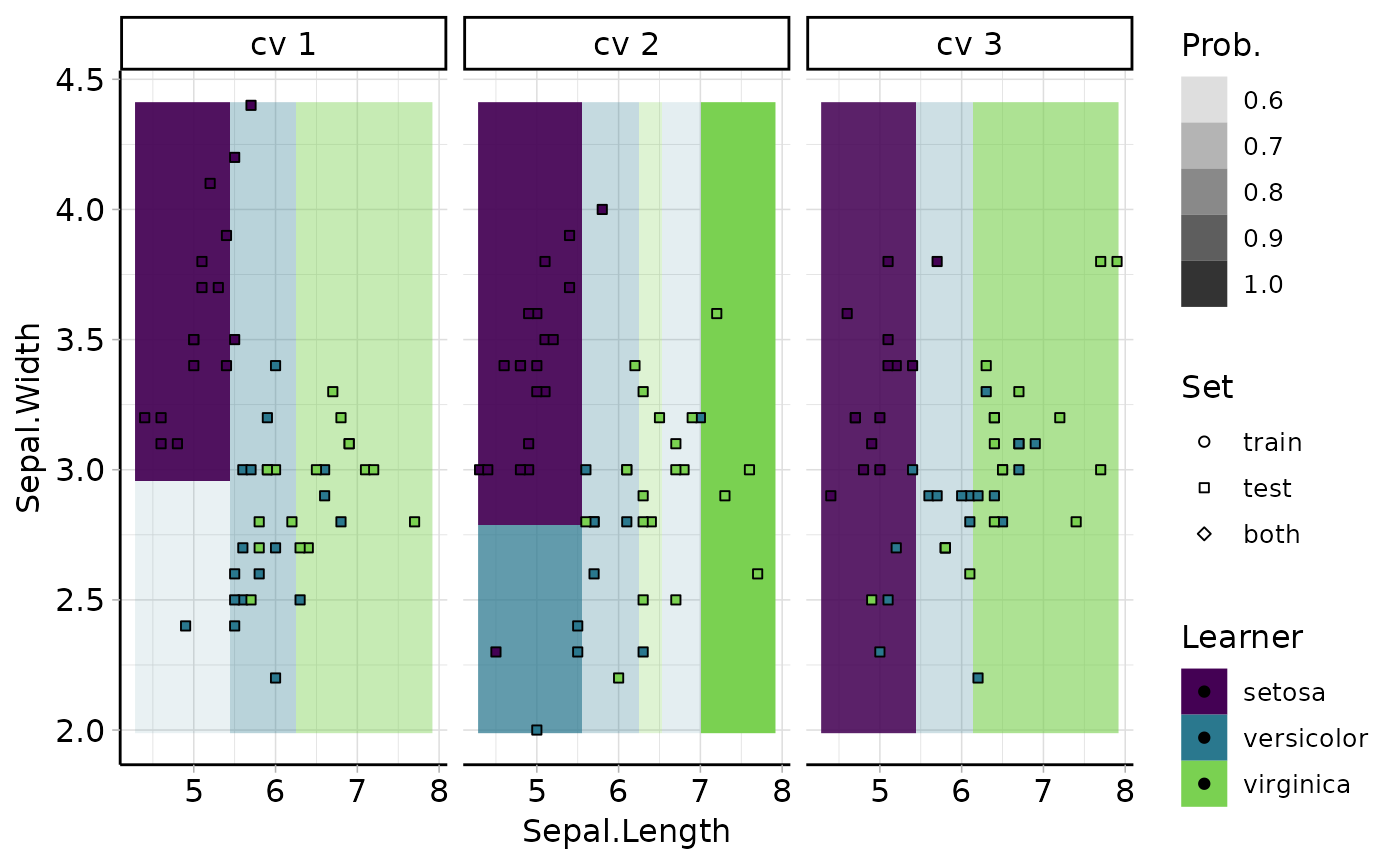 cv 1
cv 2
cv 3
4.5
4.0
3.5
3.0
2.5
2.0
Sepal.Width
5 6 7 8
5 6 7 8
5 6 7 8
Sepal.Length
Prob.
0.6
0.7
0.8
0.9
1.0
Set
train
test
both
Learner
setosa
versicolor
virginica